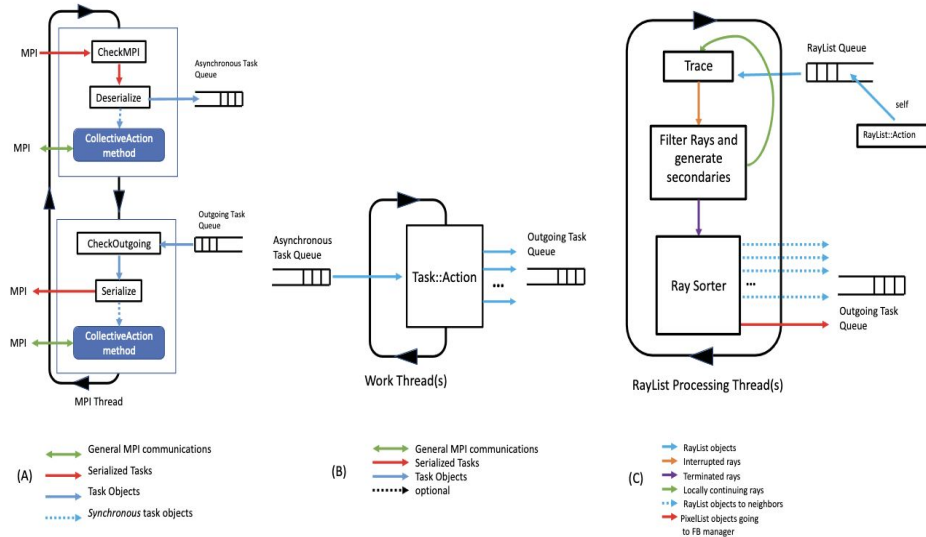 MPI
CheckMPI
Asynchronous Task
Queue
Deserialize
MPI
CollectiveAction
method
Outgoing Task
Queue
CheckOutgoing
MPI
Serialize
MPI
CollectiveAction
method
MPI Thread
(A)
General MPI communications
Serialized Tasks
Task Objects
Synchronous task objects
Asynchronous
Task Queue
Task::Action
Outgoing Task
Queue
...
Work Thread(s)
(B)
General MPI communications
Serialized Tasks
Task Objects
optional
Trace
RayList Queue
self
RayList::Action
Filter Rays and
generate
secondaries
Ray Sorter
...
Outgoing Task
Queue
RayList Processing Thread(s)
(C)
RayList objects
Interrupted rays
Terminated rays
Locally continuing rays
RayList objects to neighbors
PixelList objects going
to FB manager